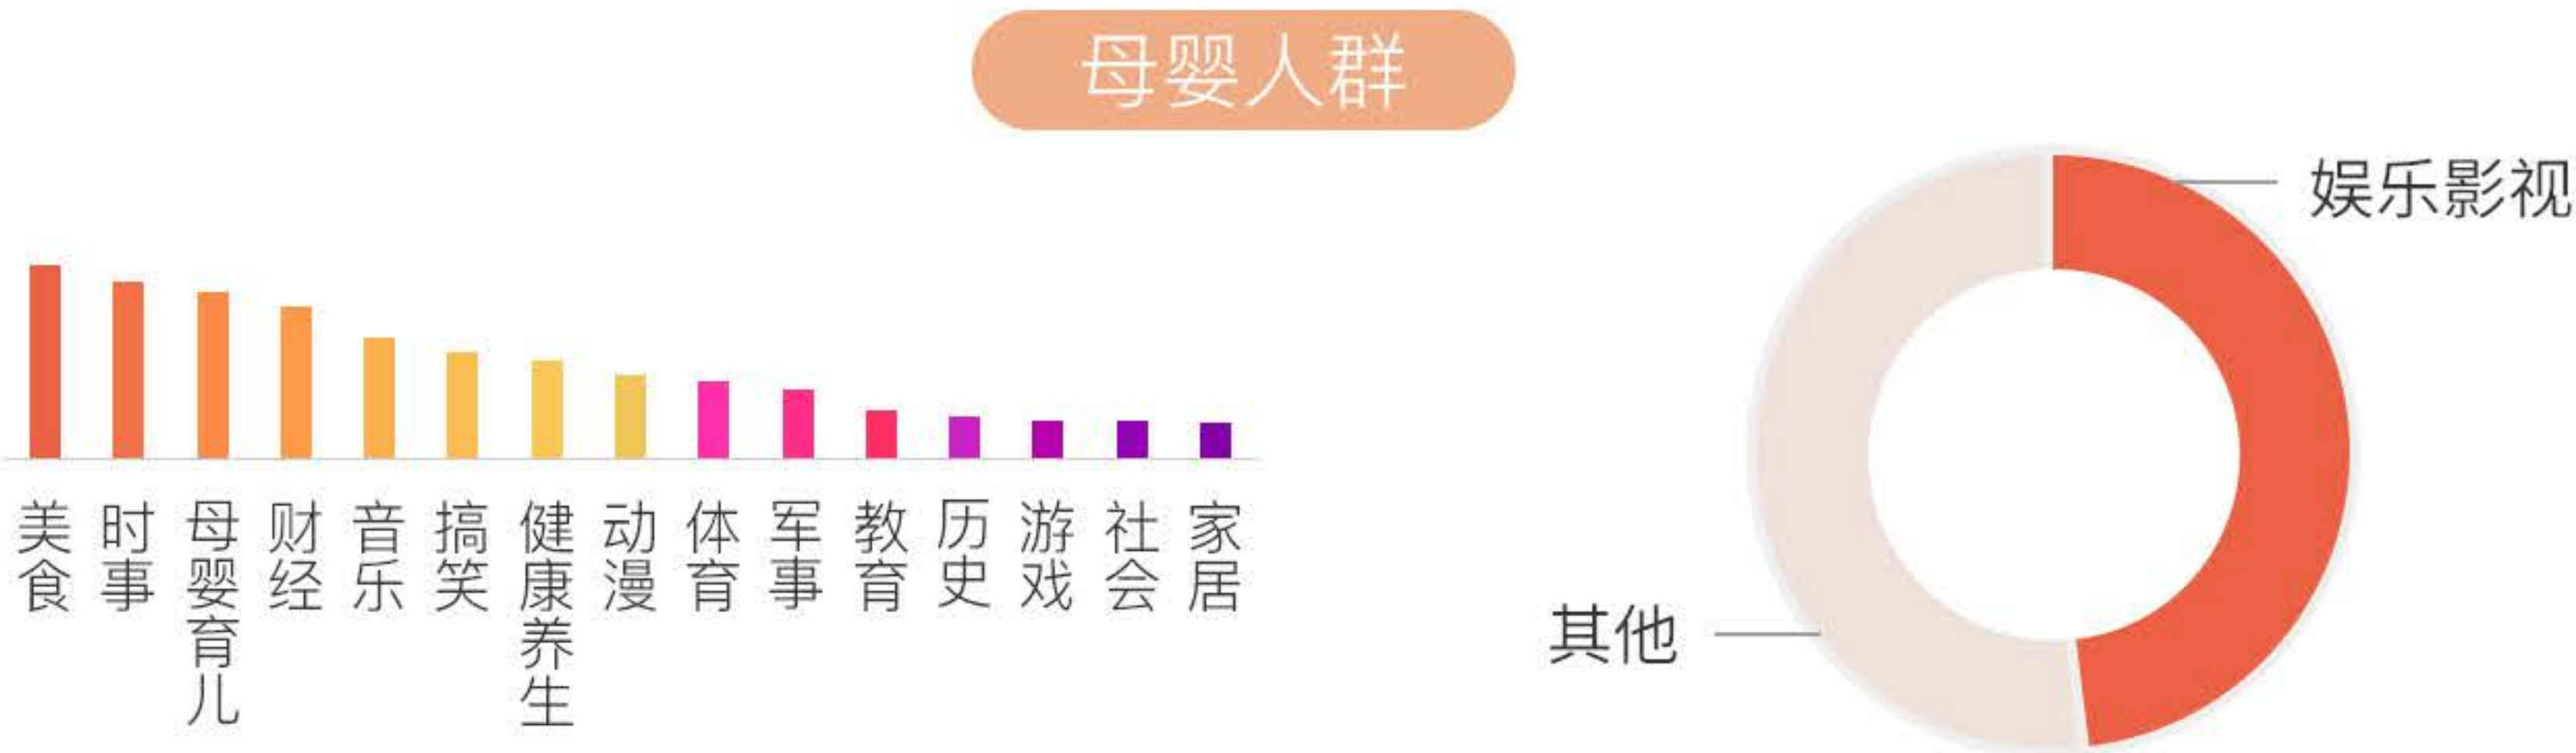 母婴人群
娱乐影视
其他
美食
时事
母婴育儿
财经
音乐
搞笑
健康养生
动漫
体育
军事
教育
历史
游戏
社会
家居